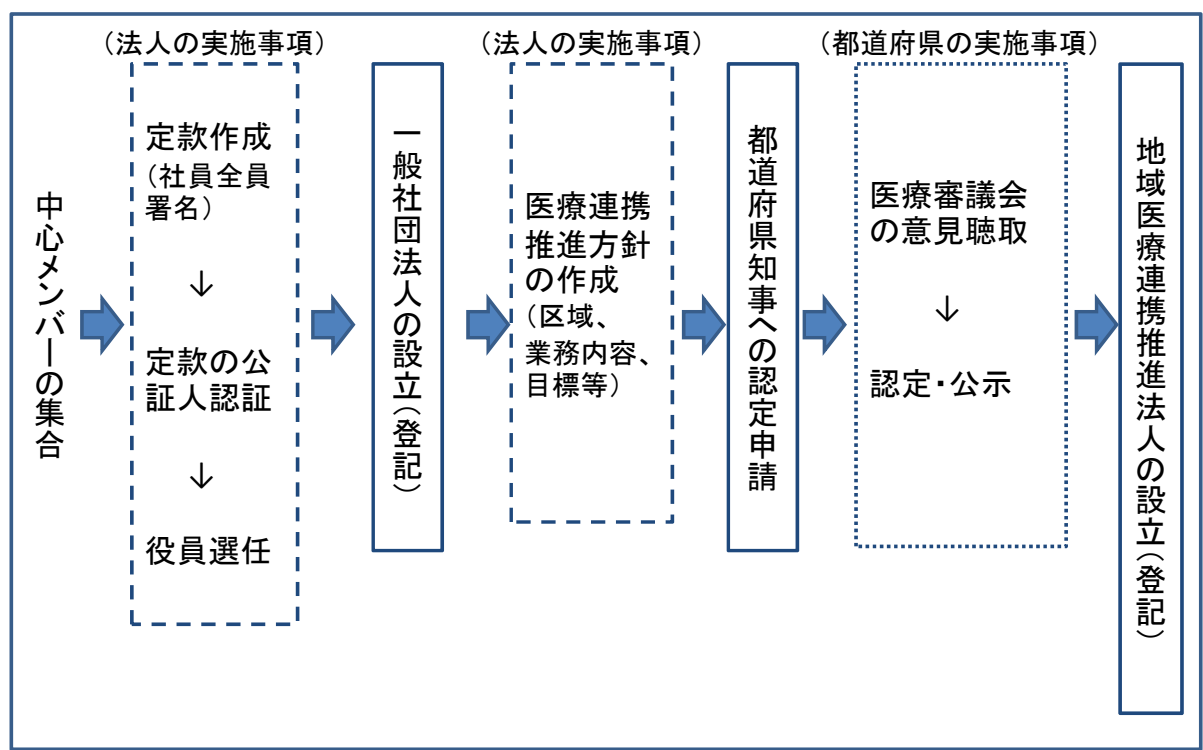 （法人の実施事項）
（法人の実施事項）
（都道府県の実施事項）
中心メンバーの集合
定款作成
（社員全員
署名）
↓
定款の公
証人認証
↓
役員選任
一般社団法人の設立（登記）
医療連携
推進方針
の作成
（区域、
業務内容、
目標等）
都道府県知事への認定申請
医療審議会
の意見聴取
↓
認定・公示
地域医療連携推進法人の設立（登記）